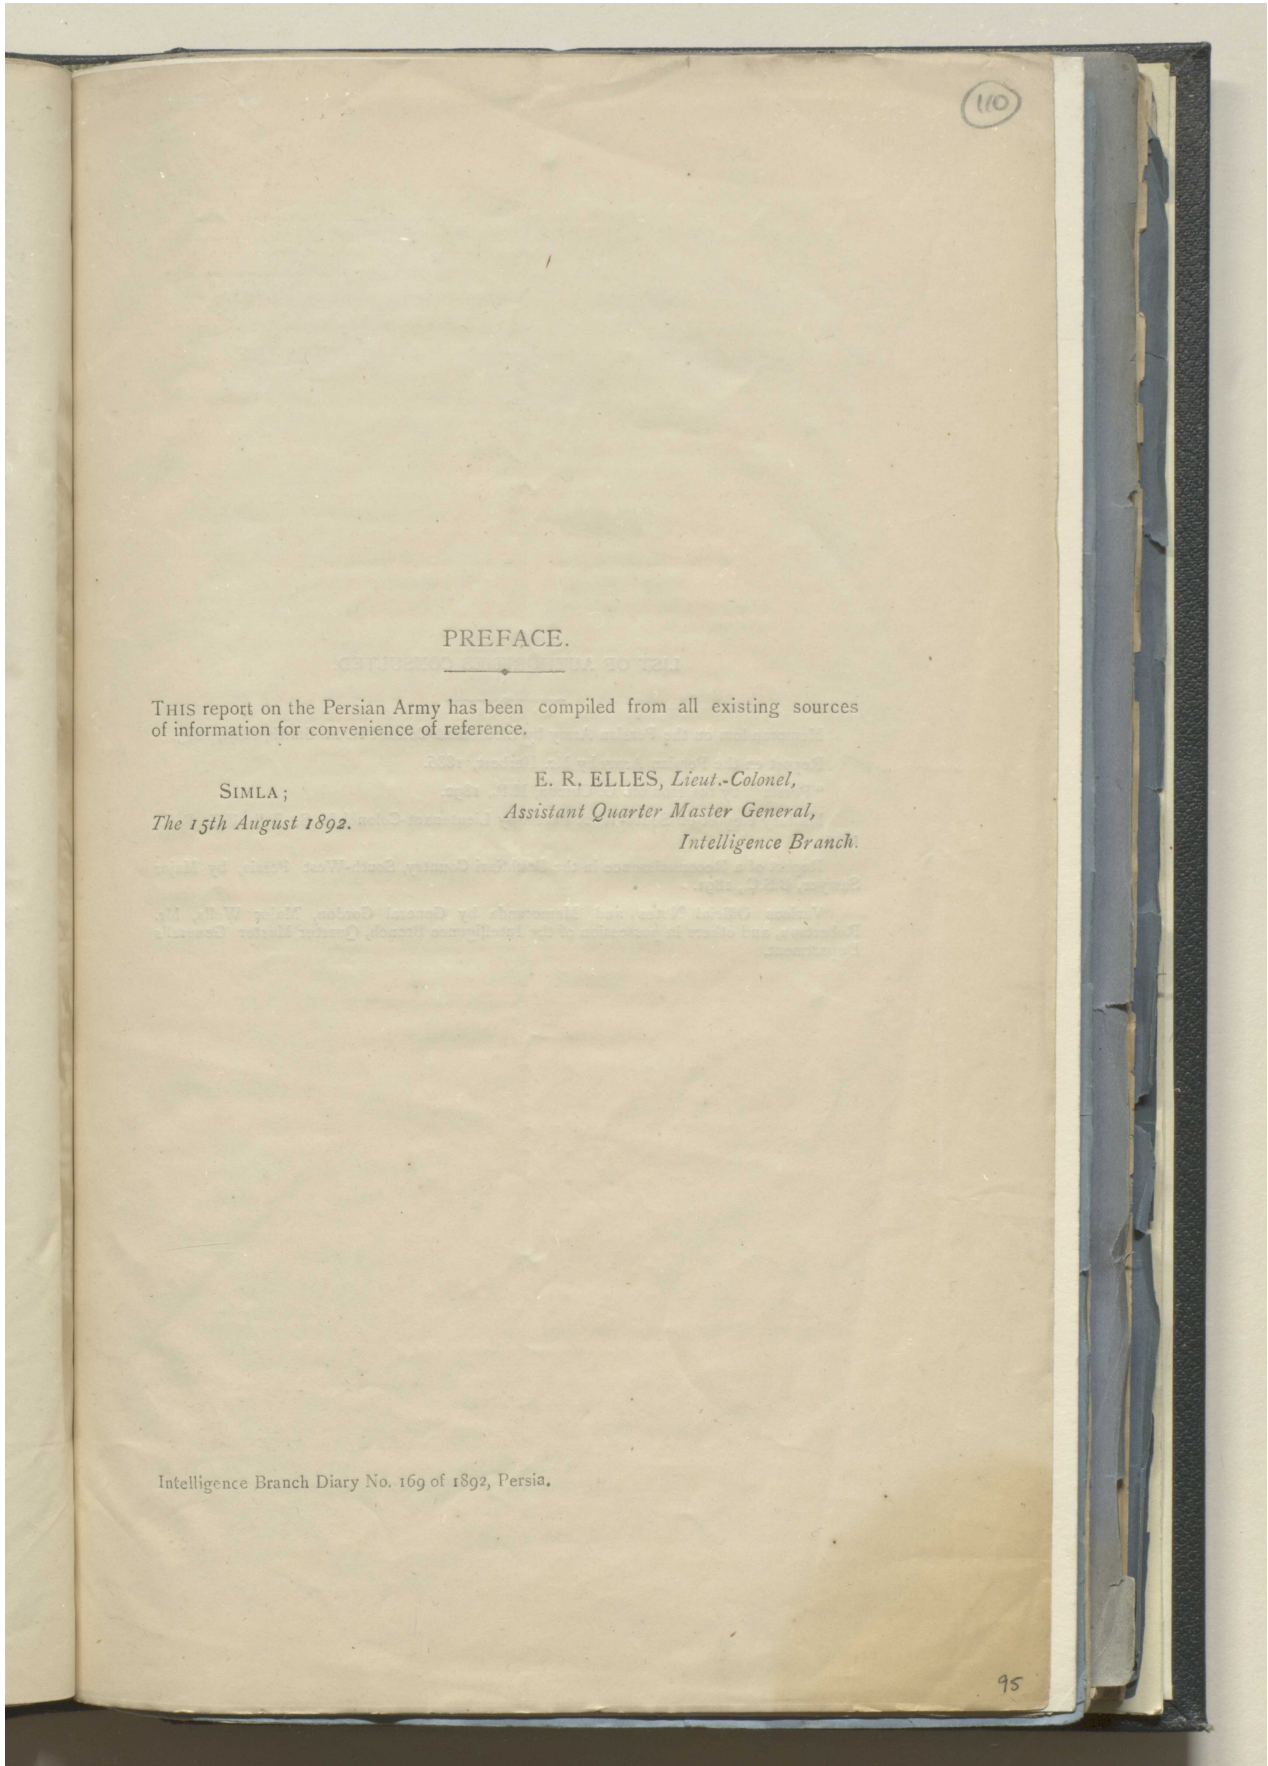 110
PREFACE.
THIS report on the Persian Army has been compiled from all existing sources
of information for convenience of reference.
SIMLA;
The 15th August 1892.
E. R. ELLES, Lieut.-Colonel,
Assistant Quarter Master General,
Intelligence Branch.
Intelligence Branch Diary No. 169 of 1892, Persia.
95